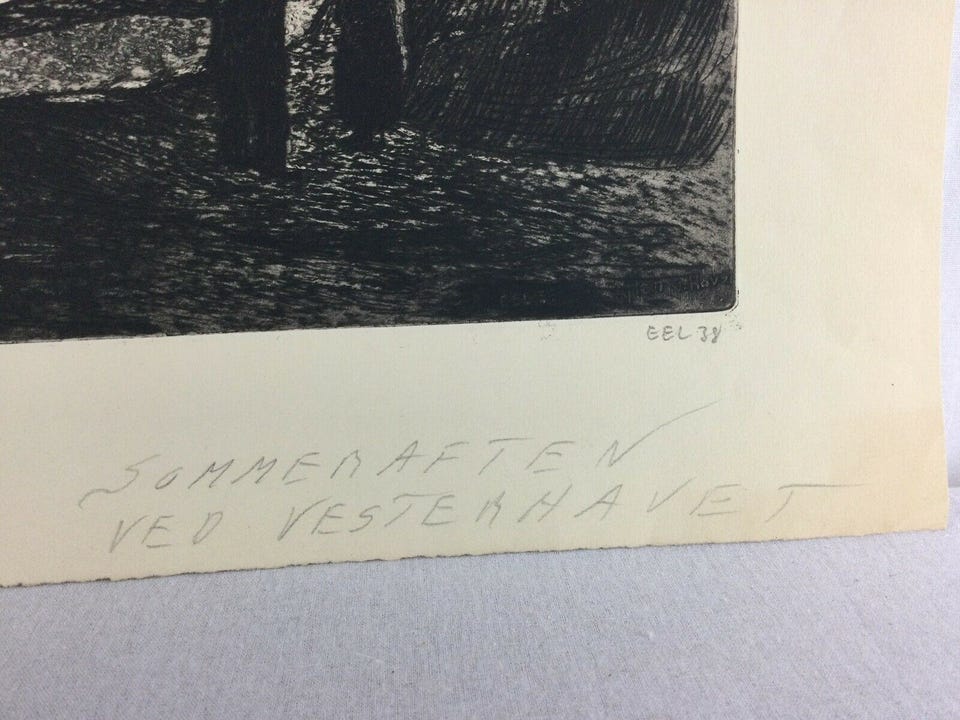 EEL 38
SOMMERAFTEN
VED VESTERHAVET